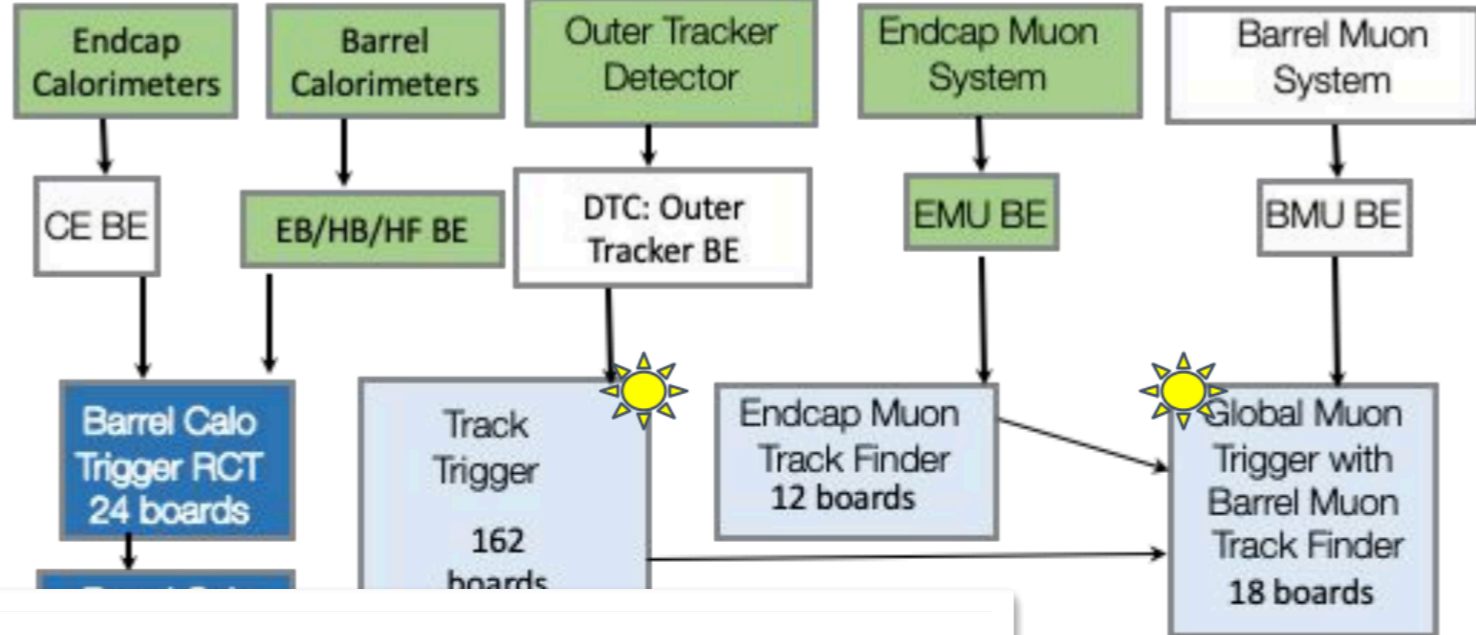 Endcap
Calorimeters
Barrel
Calorimeters
Outer Tracker
Detector
Endcap Muon
System
Barrel Muon
System
CE BE
EB/HB/HF BE
DTC: Outer
Tracker BE
EMU BE
BMU BE
Barrel Calo
Trigger RCT
24 boards
Track
Trigger
162
boards
Endcap Muon
Track Finder
12 boards
Global Muon
Trigger with
Barrel Muon
Track Finder
18 boards